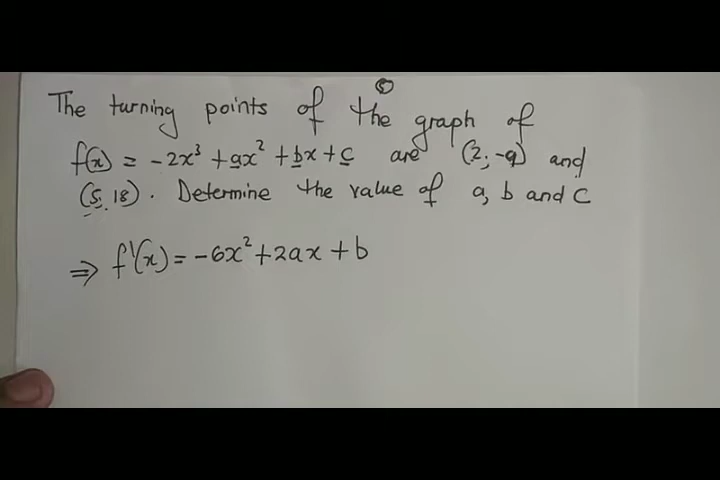 The turning points of the graph of
f(x) = -2x³ + ax² + bx + c are (2; -9) and
(5, 18). Determine the value of a, b and c
⇒ f'(x) = -6x² + 2ax + b